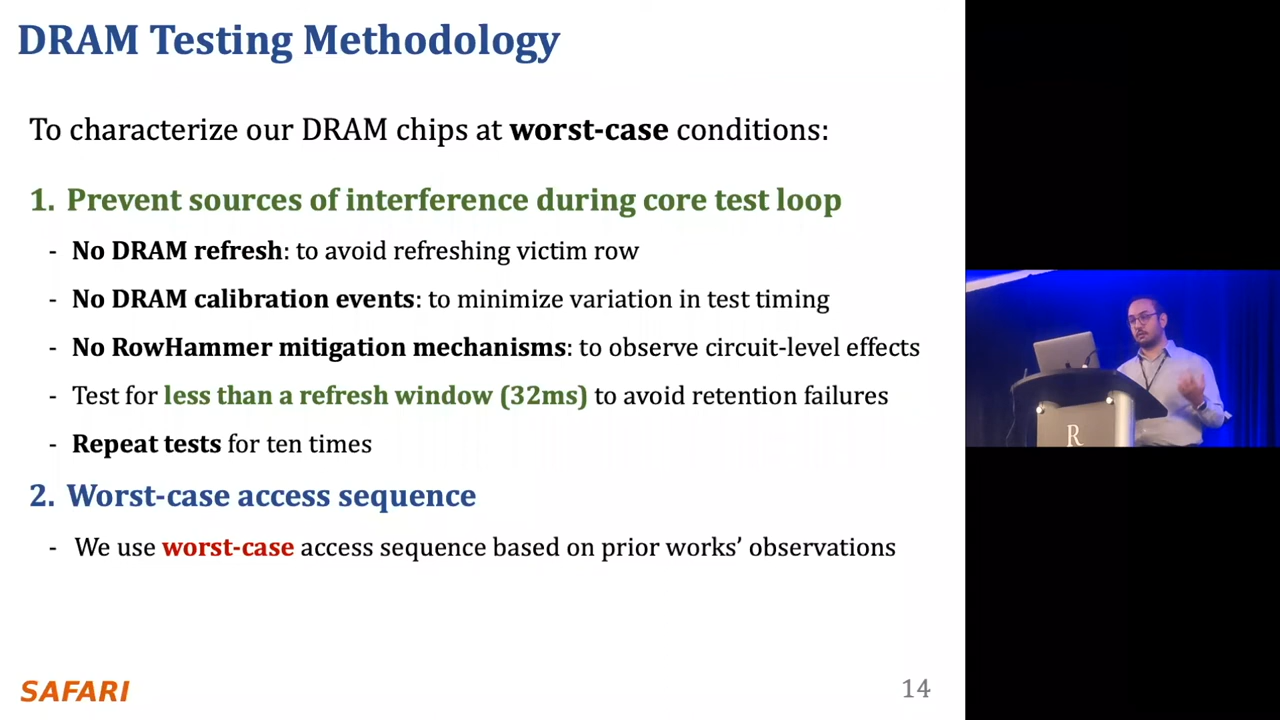 DRAM Testing Methodology
To characterize our DRAM chips at worst-case conditions:
1. Prevent sources of interference during core test loop
- No DRAM refresh: to avoid refreshing victim row
- No DRAM calibration events: to minimize variation in test timing
- No RowHammer mitigation mechanisms: to observe circuit-level effects
- Test for less than a refresh window (32ms) to avoid retention failures
- Repeat tests for ten times
2. Worst-case access sequence
- We use worst-case access sequence based on prior works’ observations
SAFARI
14
R